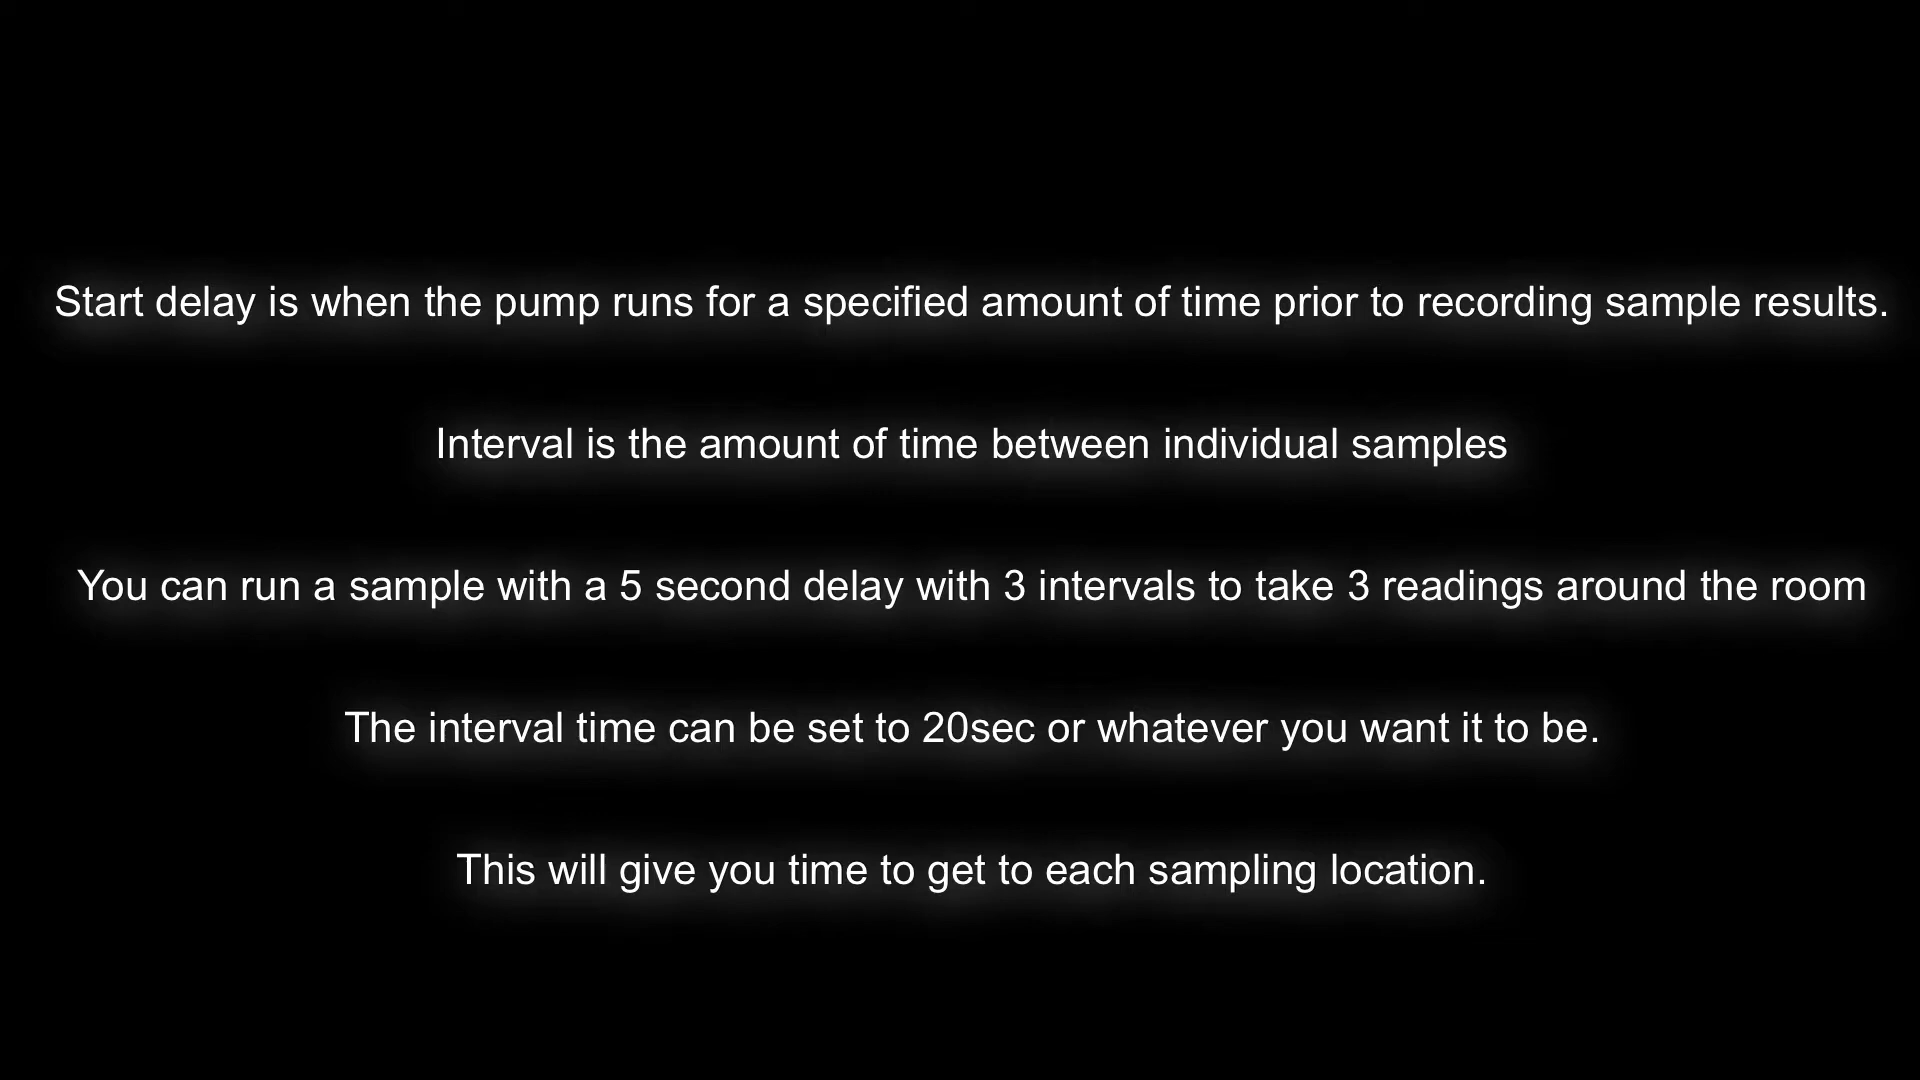 Start delay is when the pump runs for a specified amount of time prior to recording sample results.
Interval is the amount of time between individual samples
You can run a sample with a 5 second delay with 3 intervals to take 3 readings around the room
The interval time can be set to 20sec or whatever you want it to be.
This will give you time to get to each sampling location.